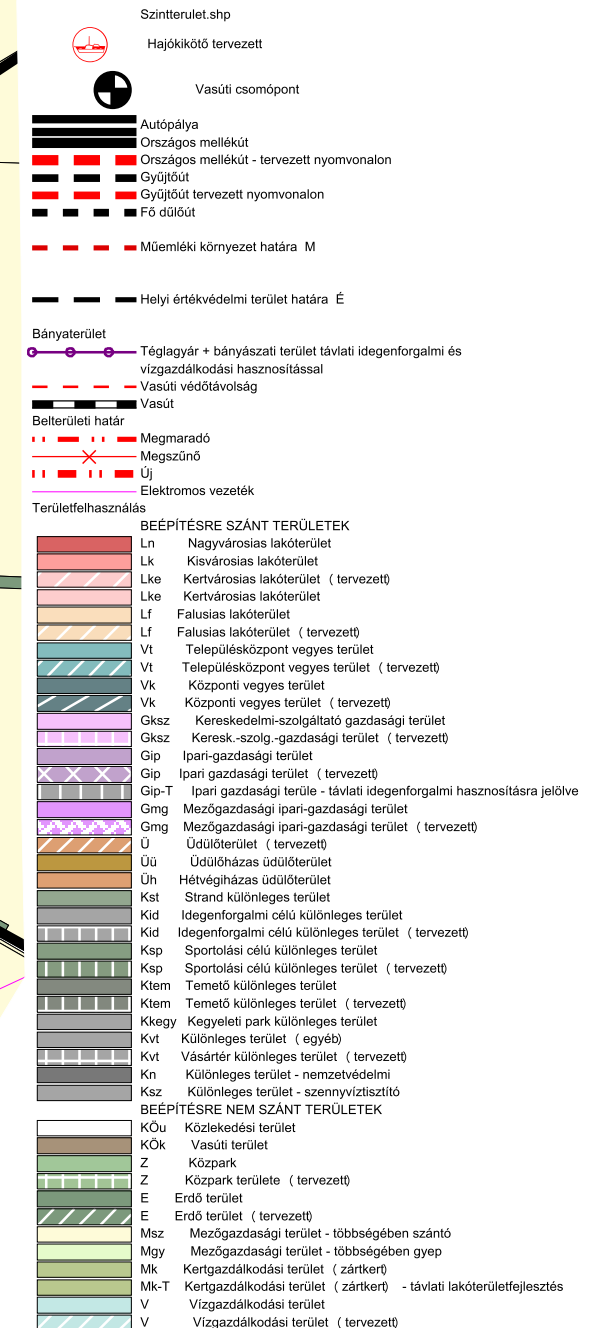 Szintterulet.shp
Hajókikötő tervezett
Vasúti csomópont
Autópálya
Országos mellékút
Országos mellékút - tervezett nyomvonalon
Gyűjtőút
Gyűjtőút tervezett nyomvonalon
Fő dűlőút
Műemléki környezet határa M
Helyi értékvédelmi terület határa É
Bányaterület
Téglagyár + bányászati terület távlati idegenforgalmi és
vízgazdálkodási hasznosítással
Vasúti védőtávolság
Vasút
Belterületi határ
Megmaradó
Megszűnő
Új
Elektromos vezeték
Területfelhasználás
BEÉPÍTÉSRE SZÁNT TERÜLETEK
Ln Nagyvárosias lakóterület
Lk Kisvárosias lakóterület
Lke Kertvárosias lakóterület ( tervezett)
Lke Kertvárosias lakóterület
Lf Falusias lakóterület
Lf Falusias lakóterület ( tervezett)
Vt Településközpont vegyes terület
Vt Településközpont vegyes terület ( tervezett)
Vk Központi vegyes terület
Vk Központi vegyes terület ( tervezett)
Gksz Kereskedelmi-szolgáltató gazdasági terület
Gksz Keresk.-szolg.-gazdasági terület ( tervezett)
Gip Ipari-gazdasági terület
Gip Ipari gazdasági terület ( tervezett)
Gip-T Ipari gazdasági terüle - távlati idegenforgalmi hasznosításra jelölve
Gmg Mezőgazdasági ipari-gazdasági terület
Gmg Mezőgazdasági ipari-gazdasági terület ( tervezett)
Ü Üdülőterület ( tervezett)
Üü Üdülőházas üdülőterület
Üh Hétvégiházas üdülőterület
Kst Strand különleges terület
Kid Idegenforgalmi célú különleges terület
Kid Idegenforgalmi célú különleges terület ( tervezett)
Ksp Sportolási célú különleges terület
Ksp Sportolási célú különleges terület ( tervezett)
Ktem Temető különleges terület
Ktem Temető különleges terület ( tervezett)
Kkegy Kegyeleti park különleges terület
Kvt Különleges terület ( egyéb)
Kvt Vásártér különleges terület ( tervezett)
Kn Különleges terület - nemzetvédelmi
Ksz Különleges terület - szennyvíztisztító
BEÉPÍTÉSRE NEM SZÁNT TERÜLETEK
KÖu Közlekedési terület
KÖk Vasúti terület
Z Közpark
Z Közpark területe ( tervezett)
E Erdő terület
E Erdő terület ( tervezett)
Msz Mezőgazdasági terület - többségében szántó
Mgy Mezőgazdasági terület - többségében gyep
Mk Kertgazdálkodási terület ( zártkert)
Mk-T Kertgazdálkodási terület ( zártkert) - távlati lakóterületfejlesztés
V Vízgazdálkodási terület
V Vízgazdálkodási terület ( tervezett)